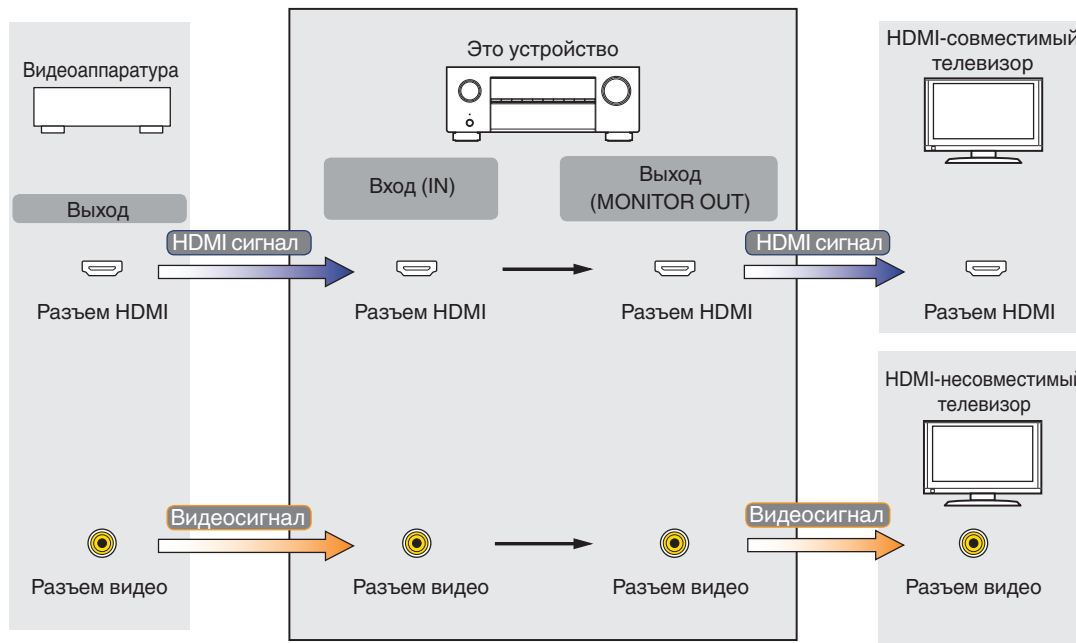 Видеоаппаратура
Это устройство
HDMI-совместимый
телевизор
Выход
Вход (IN)
Выход
(MONITOR OUT)
HDMI сигнал
HDMI сигнал
Разъем HDMI
Разъем HDMI
Разъем HDMI
Разъем HDMI
HDMI-несовместимый
телевизор
Видеосигнал
Видеосигнал
Разъем видео
Разъем видео
Разъем видео
Разъем видео